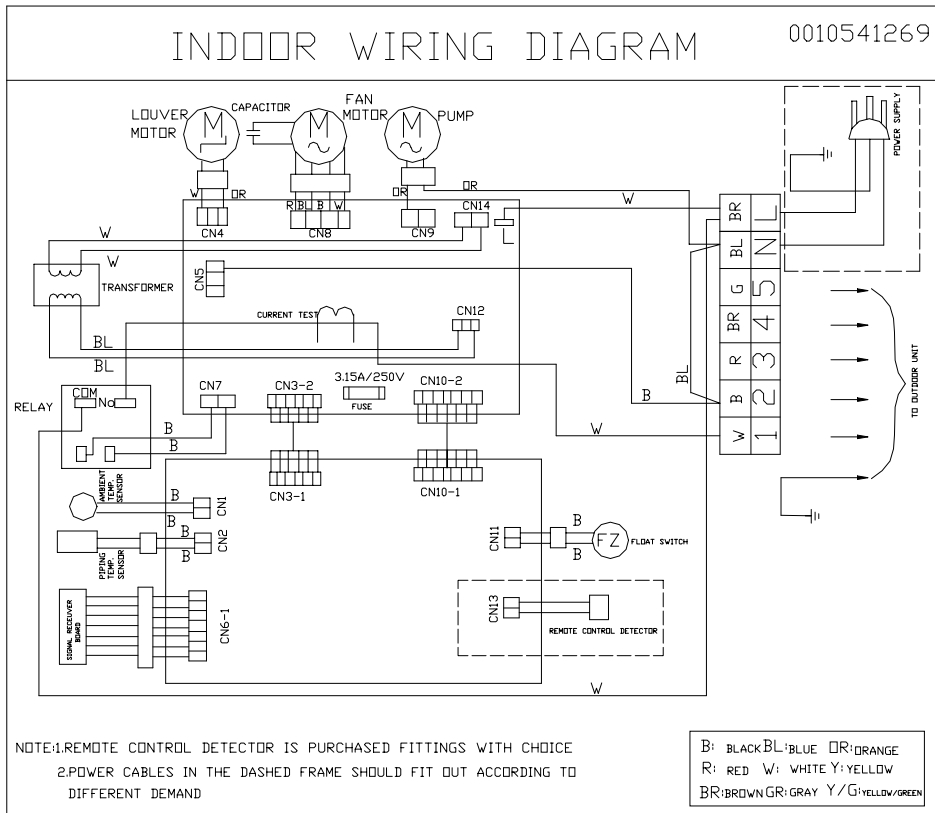 INDOOR WIRING DIAGRAM
0010541269
LOUVER
MOTOR
CAPACITOR
FAN
MOTOR
PUMP
M
M
M
POWER SUPPLY
W
OR
R BL B W
OR
OR
W
CN4
CN8
CN9
CN14
L
BR L
BL N
G 5
BR 4
R 3
B 2
W 1
W
W
TRANSFORMER
CN5
CURRENT TEST
CN12
BL
BL
BL
TO OUTDOOR UNIT
3.15A/250V
FUSE
RELAY
COM
No
CN7
CN3-2
CN10-2
B
B
B
W
CN3-1
CN10-1
AMBIENT
TEMP.
SENSOR
B
B
CN1
PIPING
TEMP.
SENSOR
B
B
CN2
CN11
B
B
FZ
FLOAT SWITCH
SIGNAL RECEUVER
BOARD
CN6-1
CN13
REMOTE CONTROL DETECTOR
W
NOTE:1.REMOTE CONTROL DETECTOR IS PURCHASED FITTINGS WITH CHOICE
2.POWER CABLES IN THE DASHED FRAME SHOULD FIT OUT ACCORDING TO
DIFFERENT DEMAND
B: BLACK BL:BLUE OR:ORANGE
R: RED W: WHITE Y:YELLOW
BR:BROWN GR:GRAY Y/G:YELLOW/GREEN